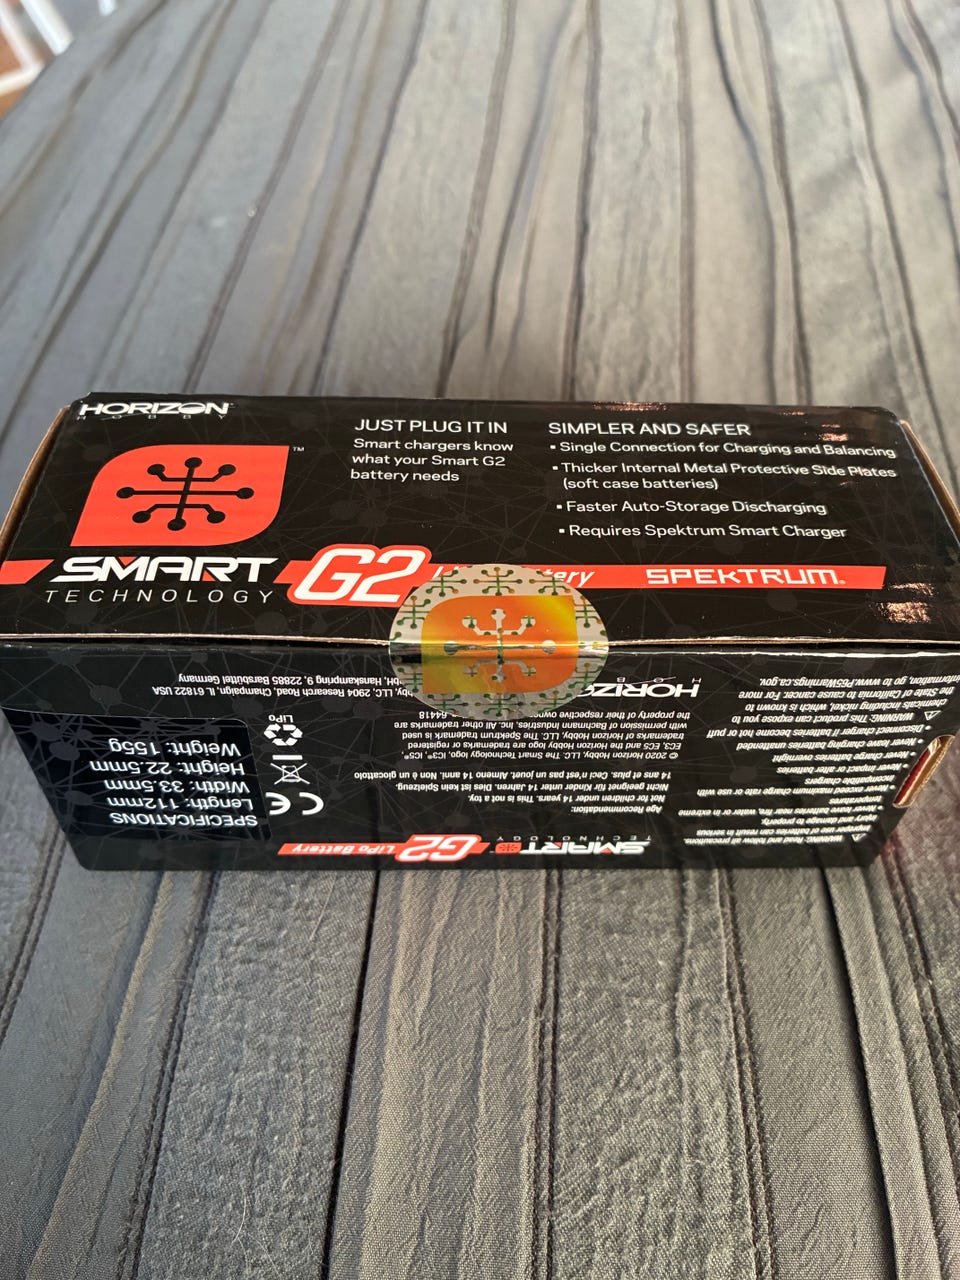 HORIZON
HOBBY
™
JUST PLUG IT IN
Smart chargers know
what your Smart G2
battery needs
SIMPLER AND SAFER
▪ Single Connection for Charging and Balancing
▪ Thicker Internal Metal Protective Side Plates
(soft case batteries)
▪ Faster Auto-Storage Discharging
▪ Requires Spektrum Smart Charger
SMART
TECHNOLOGY
G2
SPEKTRUM®
SMART
TECHNOLOGY
G2 LiPo Battery
SPECIFICATIONS
Length: 112mm
Width: 33.5mm
Height: 22.5mm
Weight: 155g
CE
LiPo
Age Recommendation:
Not for children under 14 years. This is not a toy.
Nicht geeignet für Kinder unter 14 Jahren. Dies ist kein Spielzeug.
14 ans et plus. Ceci n'est pas un jouet. Almeno 14 anni. Non è un giocattolo
© 2020 Horizon Hobby, LLC. The Smart Technology logo, IC3®, IC5®,
EC3, EC5 and the Horizon Hobby logo are trademarks or registered
trademarks of Horizon Hobby, LLC. The Spektrum trademark is used
with permission of Bachmann Industries, Inc. All other trademarks are
the property of their respective
64418
HORIZON
HOBBY
LLC, 2904 Research Road, Champaign, IL 61822 USA
Hanskampring 9, 22885 Barsbüttel
Germany
WARNING: Read and follow all precautions
use. LiPo batteries can result in serious
injury and damage property.
fire, water or in extreme
temperatures
exceed maximum charge rate or use with
incompatible chargers
Never charge batteries overnight
Never leave charging batteries unattended
Disconnect charger if batteries become hot or puff
WARNING: This product can expose you to
chemicals including nickel, which is known to
the State of California to cause cancer. For more
information, go to www.P65Warnings.ca.gov.